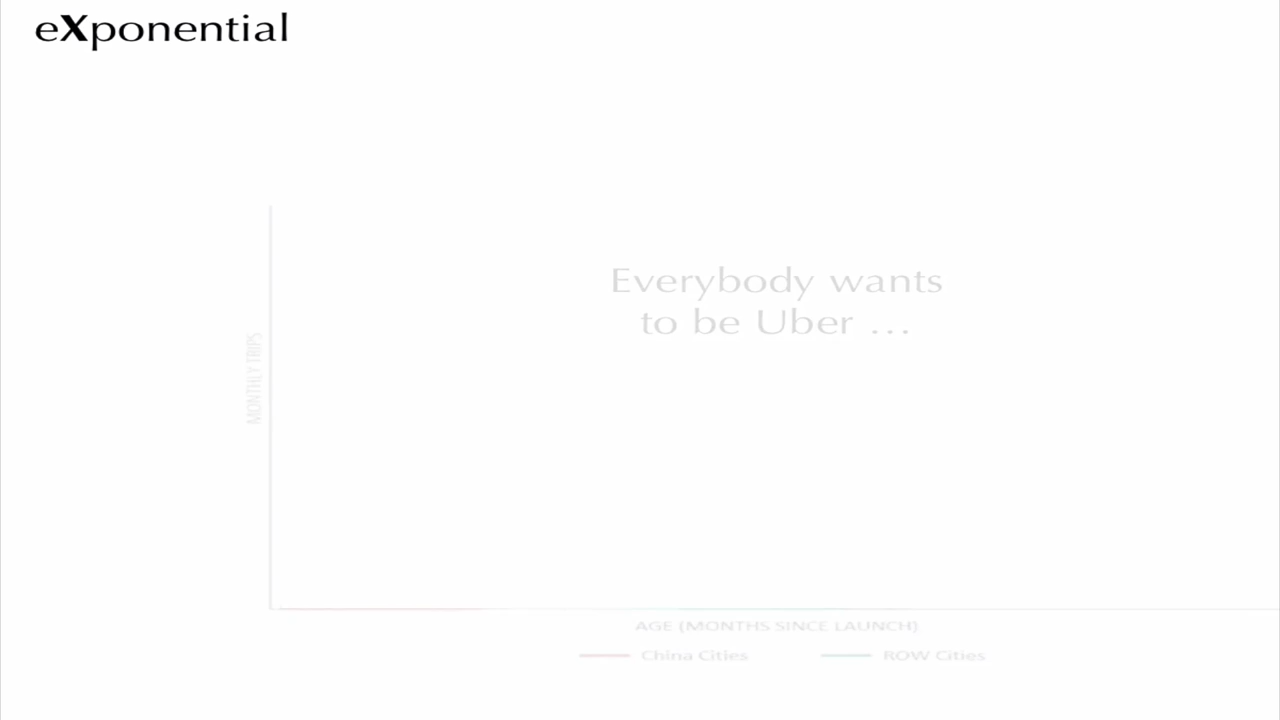 eXponential
Everybody wants
to be Uber …
MONTHLY TRIPS
AGE (MONTHS SINCE LAUNCH)
China Cities
ROW Cities